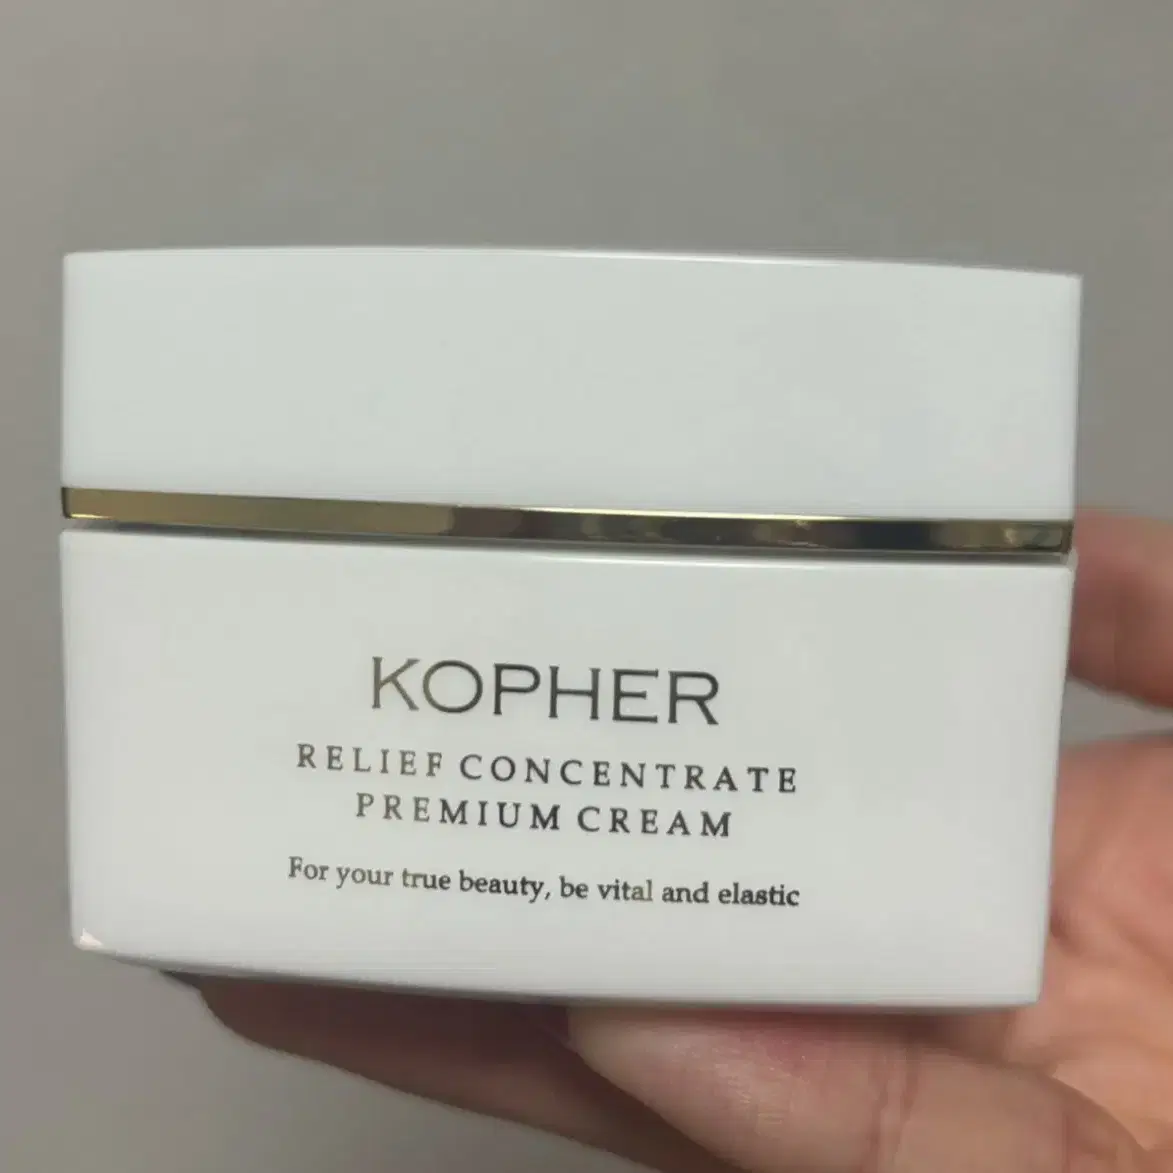 KOPHER
RELIEF CONCENTRATE
PREMIUM CREAM
For your true beauty, be vital and elastic